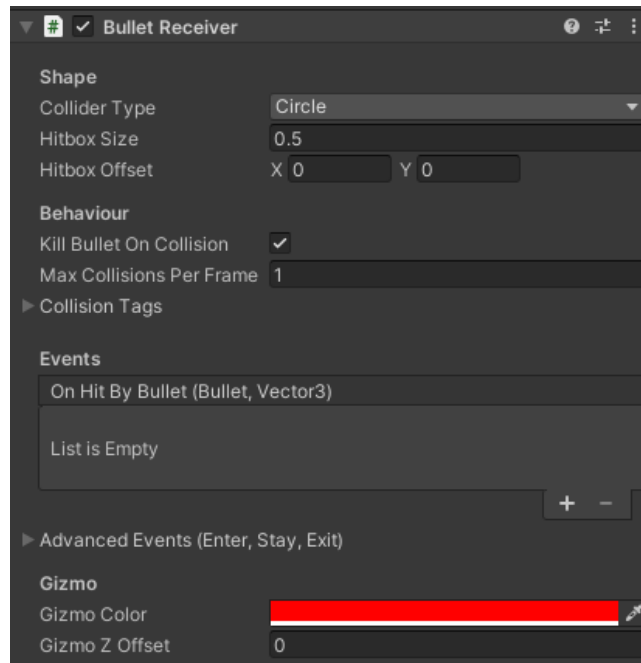 Bullet Receiver
Shape
Collider Type Circle
Hitbox Size 0.5
Hitbox Offset X 0 Y 0
Behaviour
Kill Bullet On Collision
Max Collisions Per Frame 1
Collision Tags
Events
On Hit By Bullet (Bullet, Vector3)
List is Empty
Advanced Events (Enter, Stay, Exit)
Gizmo
Gizmo Color
Gizmo Z Offset 0